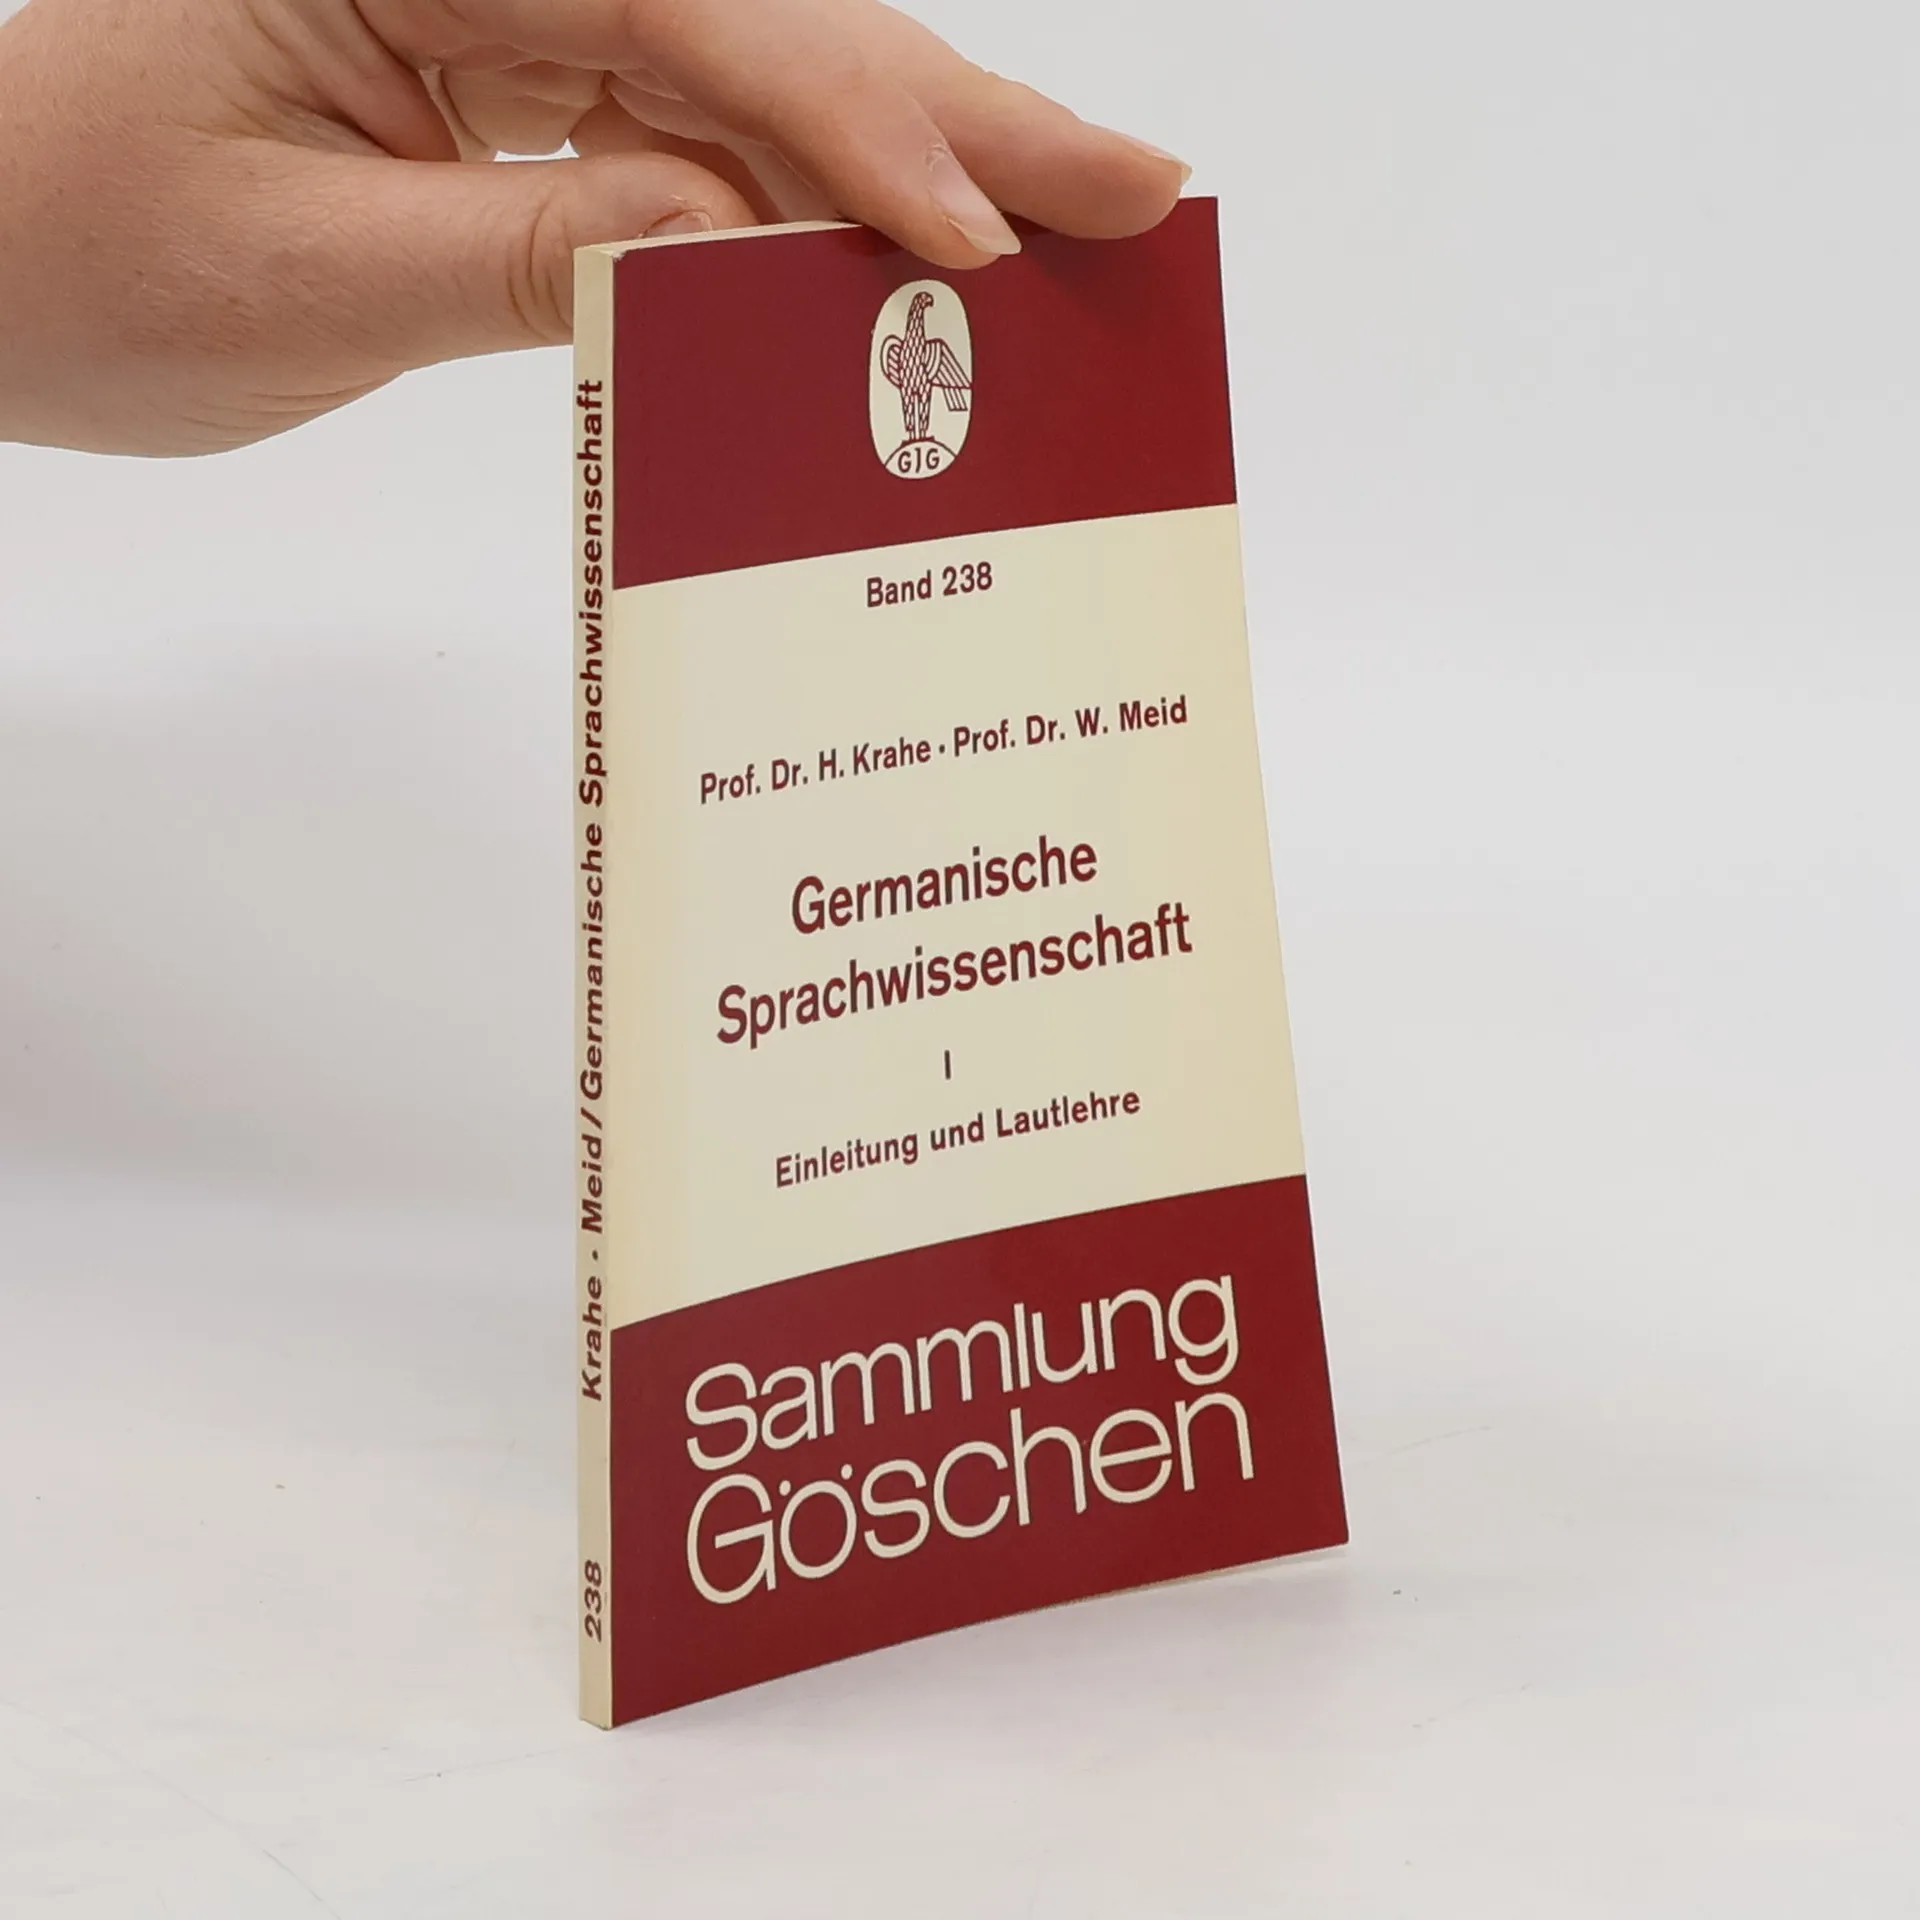 GJG
Band 238
Prof. Dr. H. Krahe · Prof. Dr. W. Meid
Germanische
Sprachwissenschaft
I
Einleitung und Lautlehre
Sammlung
Göschen
238 Krahe · Meid / Germanische Sprachwissenschaft